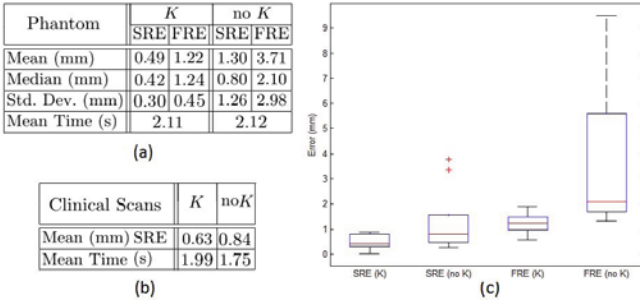 Phantom K no K
SRE FRE SRE FRE
Mean (mm) 0.49 1.22 1.30 3.71
Median (mm) 0.42 1.24 0.80 2.10
Std. Dev. (mm) 0.30 0.45 1.26 2.98
Mean Time (s) 2.11 2.12
(a)
Clinical Scans K noK
Mean (mm) SRE 0.63 0.84
Mean Time (s) 1.99 1.75
(b)
Error (mm)
9
8
7
6
5
4
3
2
1
0
SRE (K) SRE (no K) FRE (K) FRE (no K)
(c)